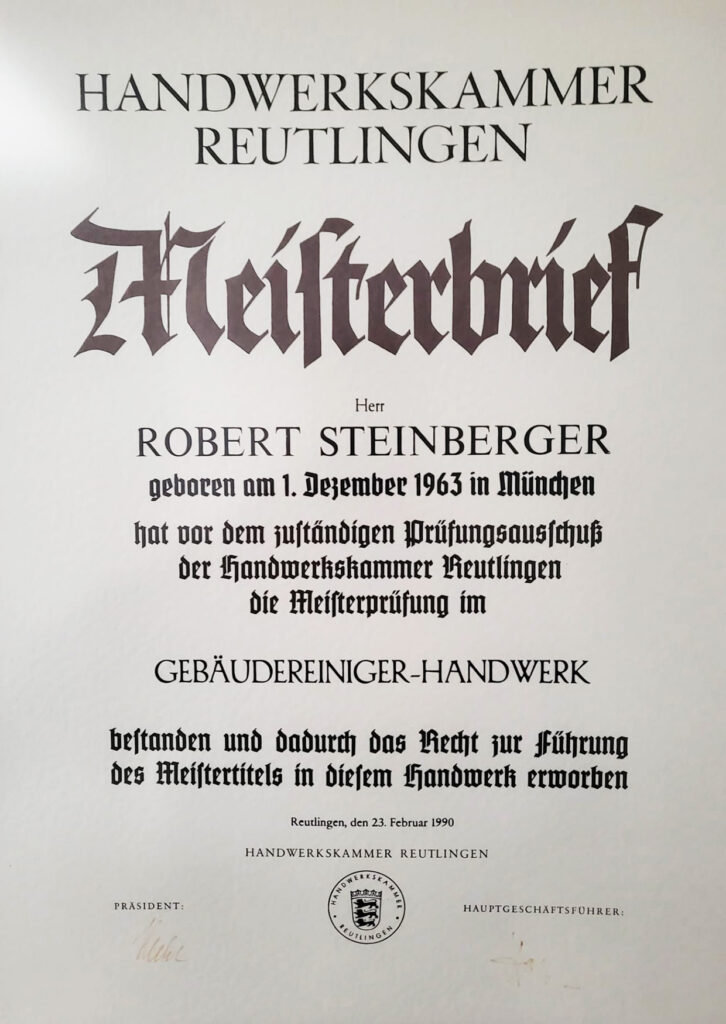 HANDWERKSKAMMER
REUTLINGEN
Meiſterbrief
Herr
ROBERT STEINBERGER
geboren am 1. Dezember 1963 in München
hat vor dem zuſtändigen Prüfungsausſchuß
der Handwerkskammer Reutlingen
die Meiſterprüfung im
GEBÄUDEREINIGER-HANDWERK
beſtanden und dadurch das Recht zur Führung
des Meiſtertitels in dieſem Handwerk erworben
Reutlingen, den 23. Februar 1990
HANDWERKSKAMMER REUTLINGEN
HANDWERKSKAMMER
REUTLINGEN
PRÄSIDENT:
HAUPTGESCHÄFTSFÜHRER: